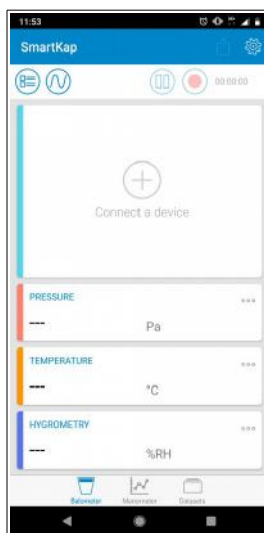 11:53
SmartKap
00:00:00
Connect a device
PRESSURE
---
Pa
TEMPERATURE
---
°C
HYGROMETRY
---
%RH
Balometer
Manometer
Datasets